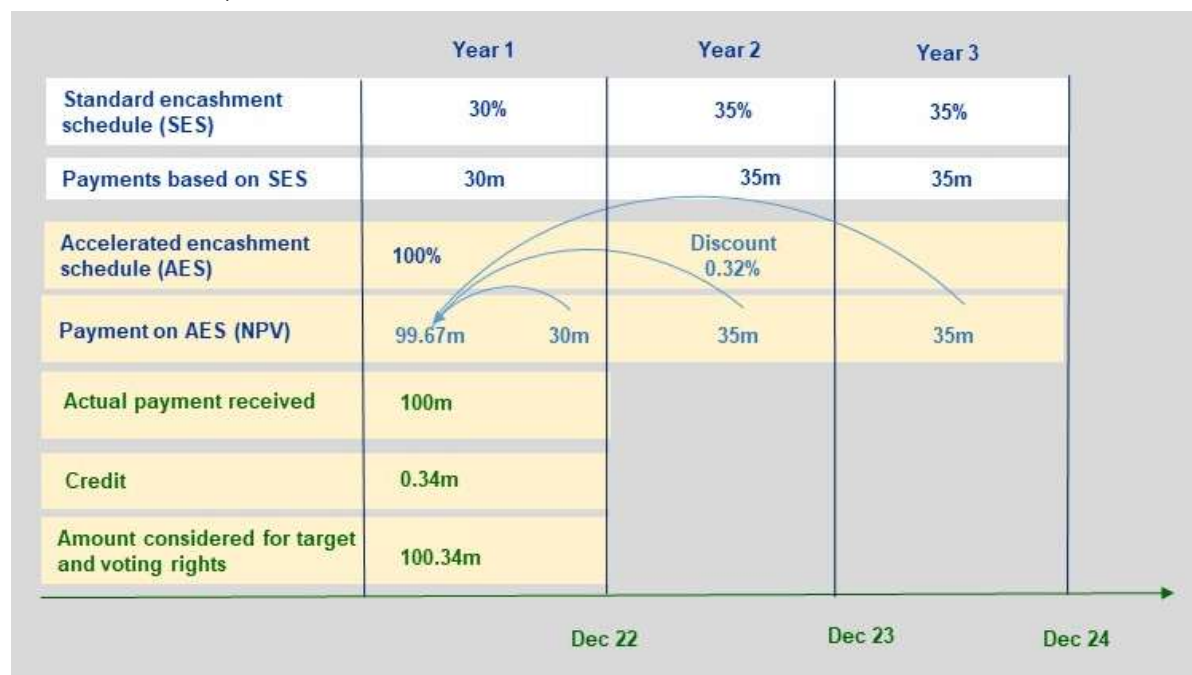 Year 1 Year 2 Year 3
Standard encashment
schedule (SES)
30% 35% 35%
Payments based on SES 30m 35m 35m
Accelerated encashment
schedule (AES)
100%
Discount
0.32%
Payment on AES (NPV) 99.67m 30m 35m 35m
Actual payment received 100m
Credit 0.34m
Amount considered for target
and voting rights
100.34m
Dec 22 Dec 23 Dec 24